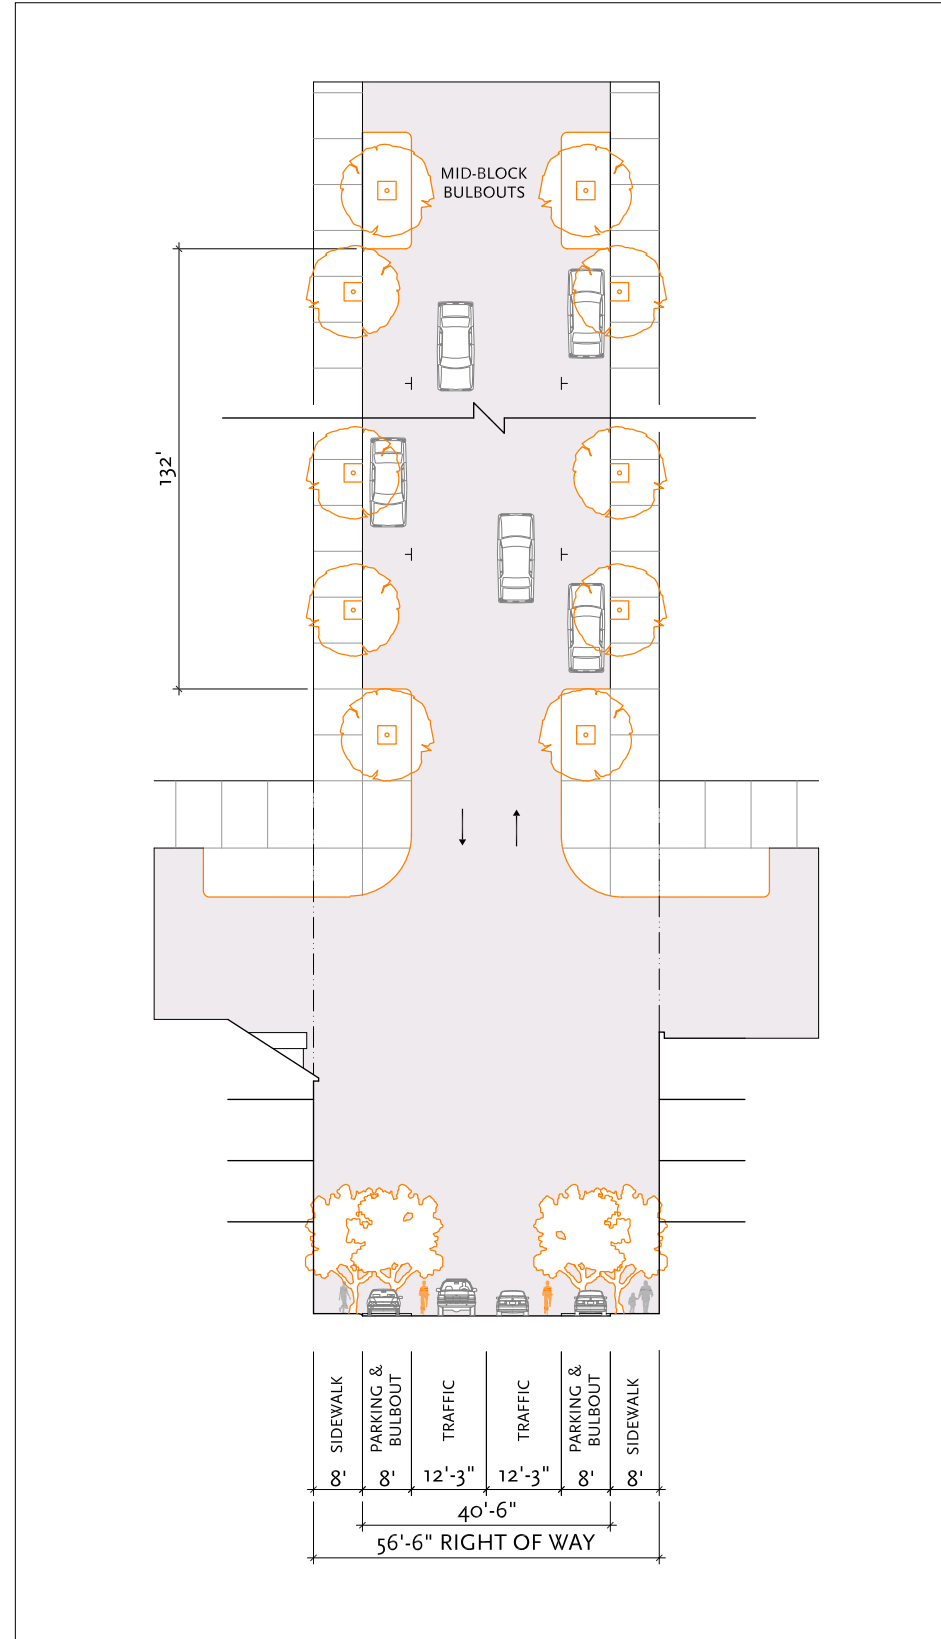 MID-BLOCK
BULBOUTS
132'
SIDEWALK
PARKING &
BULBOUT
TRAFFIC
TRAFFIC
PARKING &
BULBOUT
SIDEWALK
8'
8'
12'-3"
12'-3"
8'
8'
40'-6"
56'-6" RIGHT OF WAY